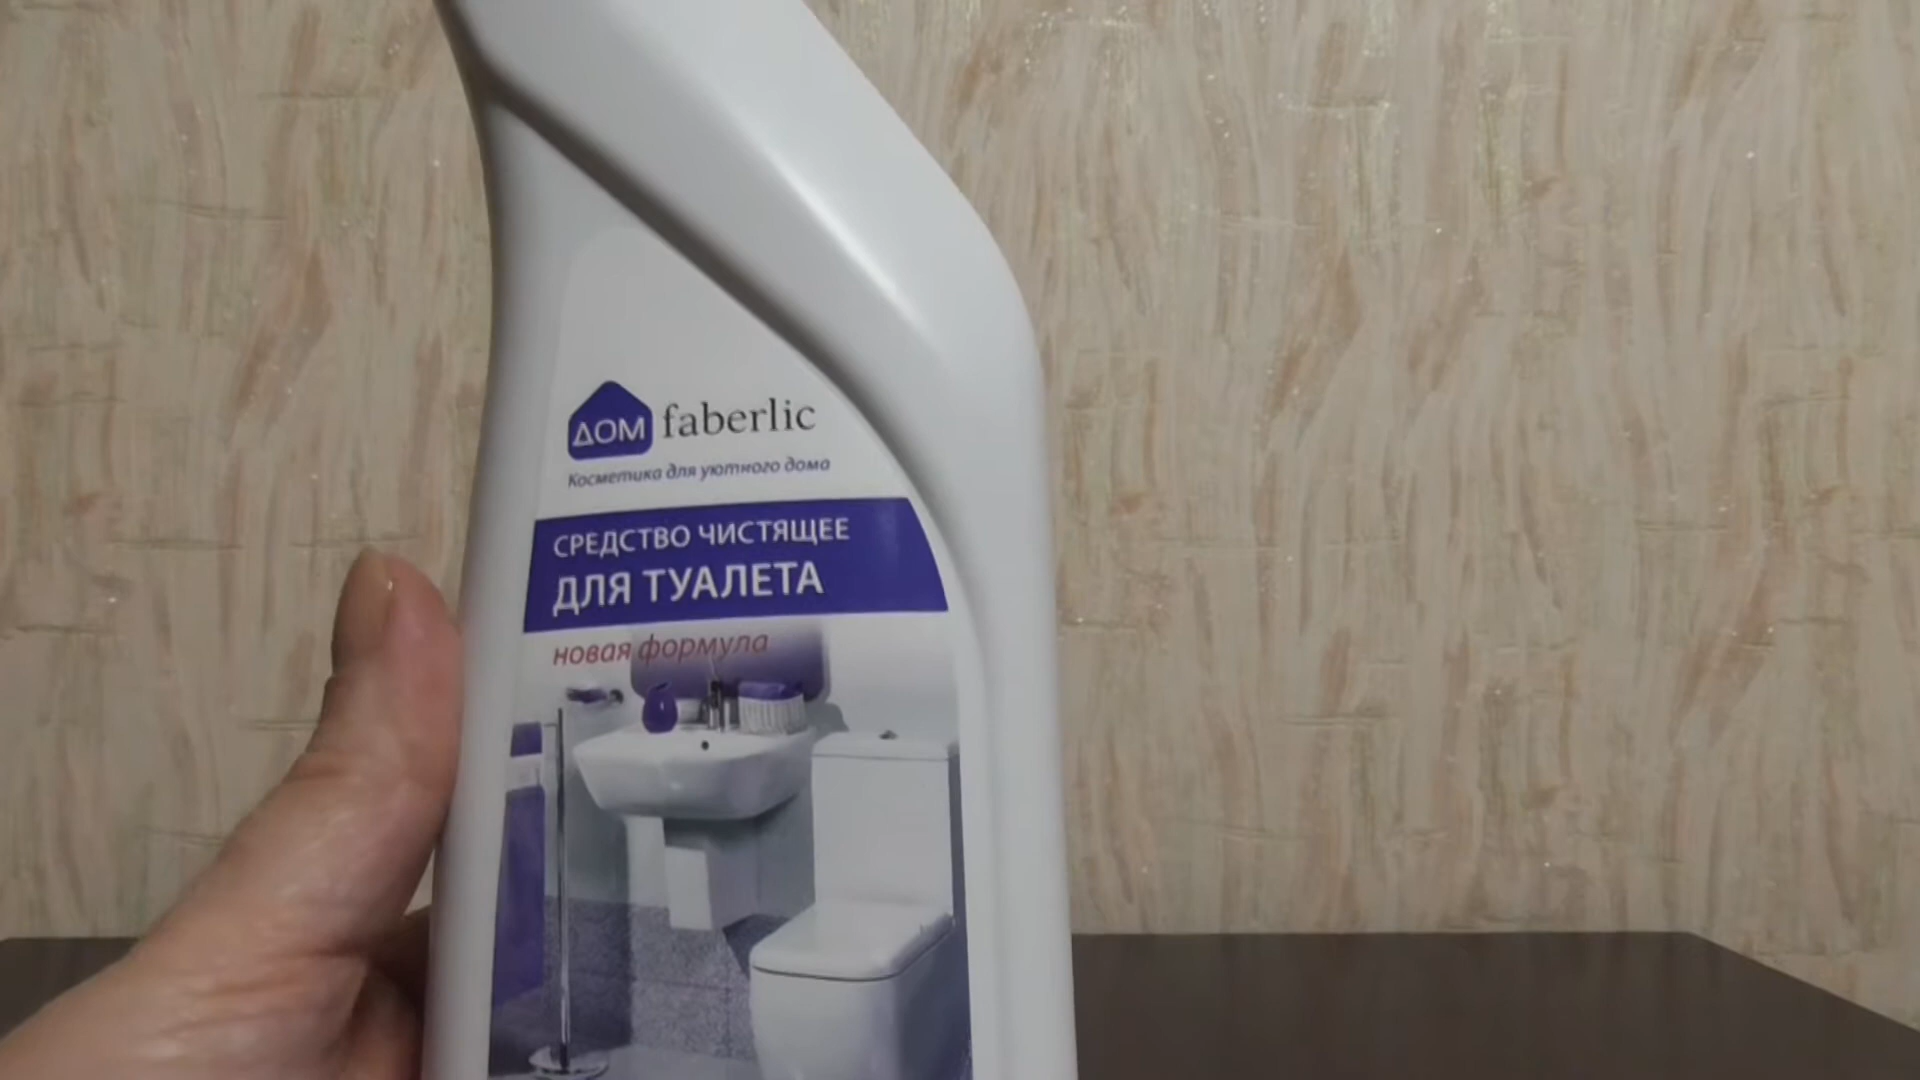 ДОМ faberlic
Косметика для уютного дома
СРЕДСТВО ЧИСТЯЩЕЕ
ДЛЯ ТУАЛЕТА
новая формула